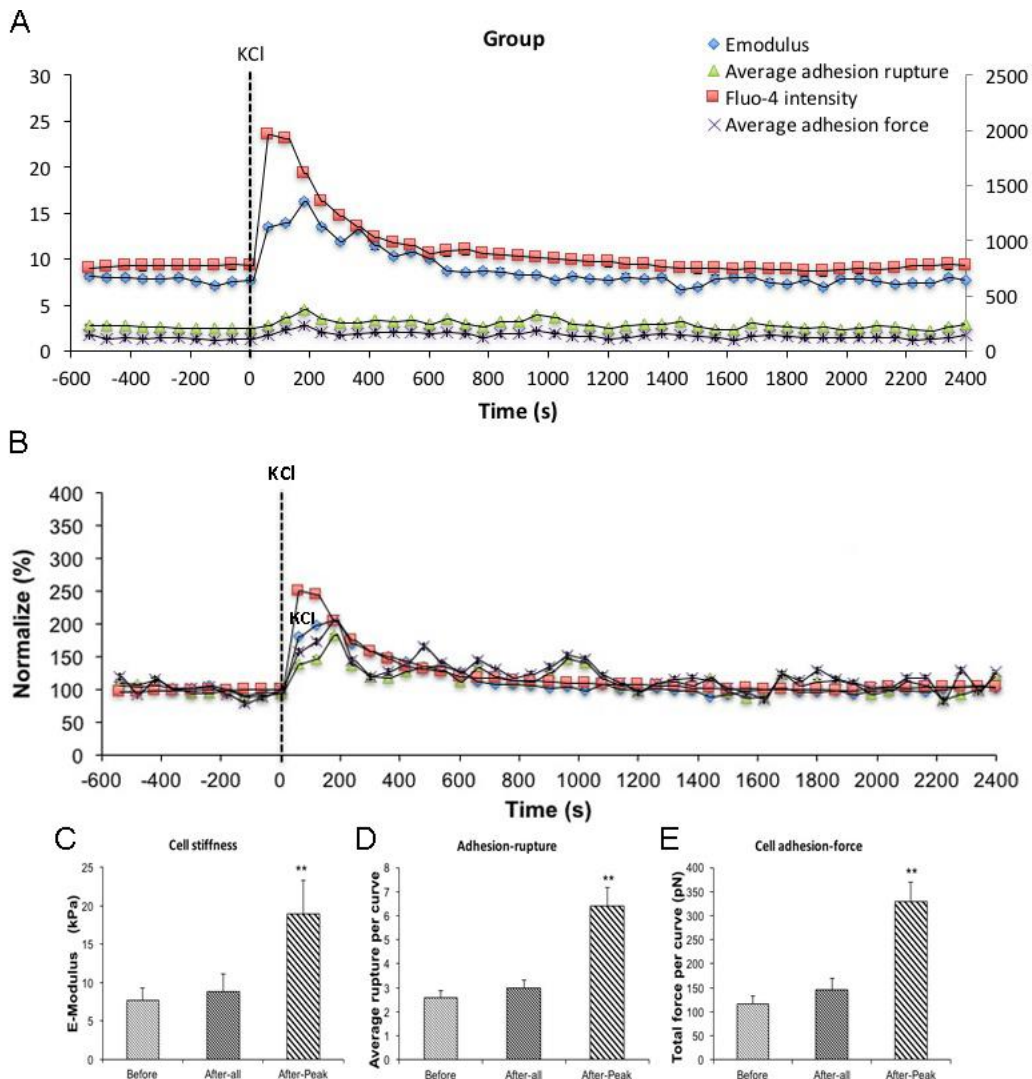 A
Group
KCl
Emodulus
Average adhesion rupture
Fluo-4 intensity
Average adhesion force
30
25
20
15
10
5
0
2500
2000
1500
1000
500
0
-600 -400 -200 0 200 400 600 800 1000 1200 1400 1600 1800 2000 2200 2400
Time (s)
B
KCl
KCl
Normalize (%)
400
350
300
250
200
150
100
50
0
-600 -400 -200 0 200 400 600 800 1000 1200 1400 1600 1800 2000 2200 2400
Time (s)
C
Cell stiffness
E-Modulus (kPa)
25
20
15
10
5
0
**
Before After-all After-Peak
D
Adhesion-rupture
Average rupture per curve
8
7
6
5
4
3
2
1
0
**
Before After-all After-Peak
E
Cell adhesion-force
Total force per curve (pN)
400
350
300
250
200
150
100
50
0
**
Before After-all After-Peak